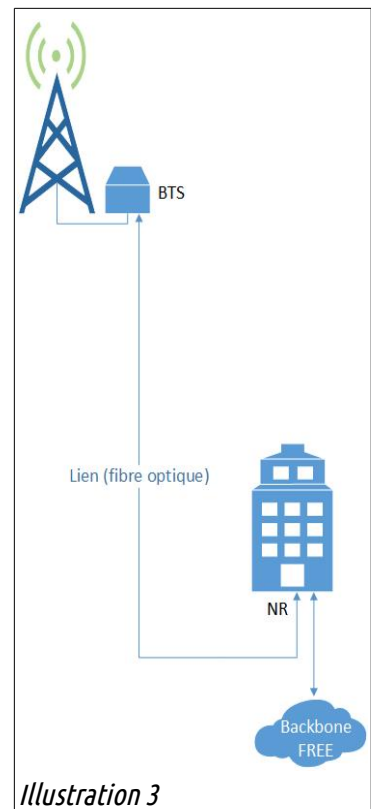 BTS
Lien (fibre optique)
NR
Backbone
FREE
Illustration 3